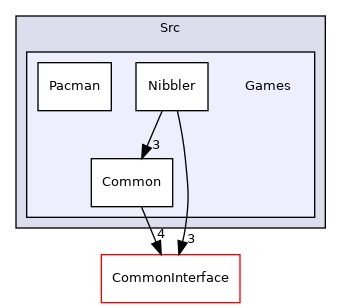 Src
Pacman Nibbler Games
3
Common
4 3
CommonInterface